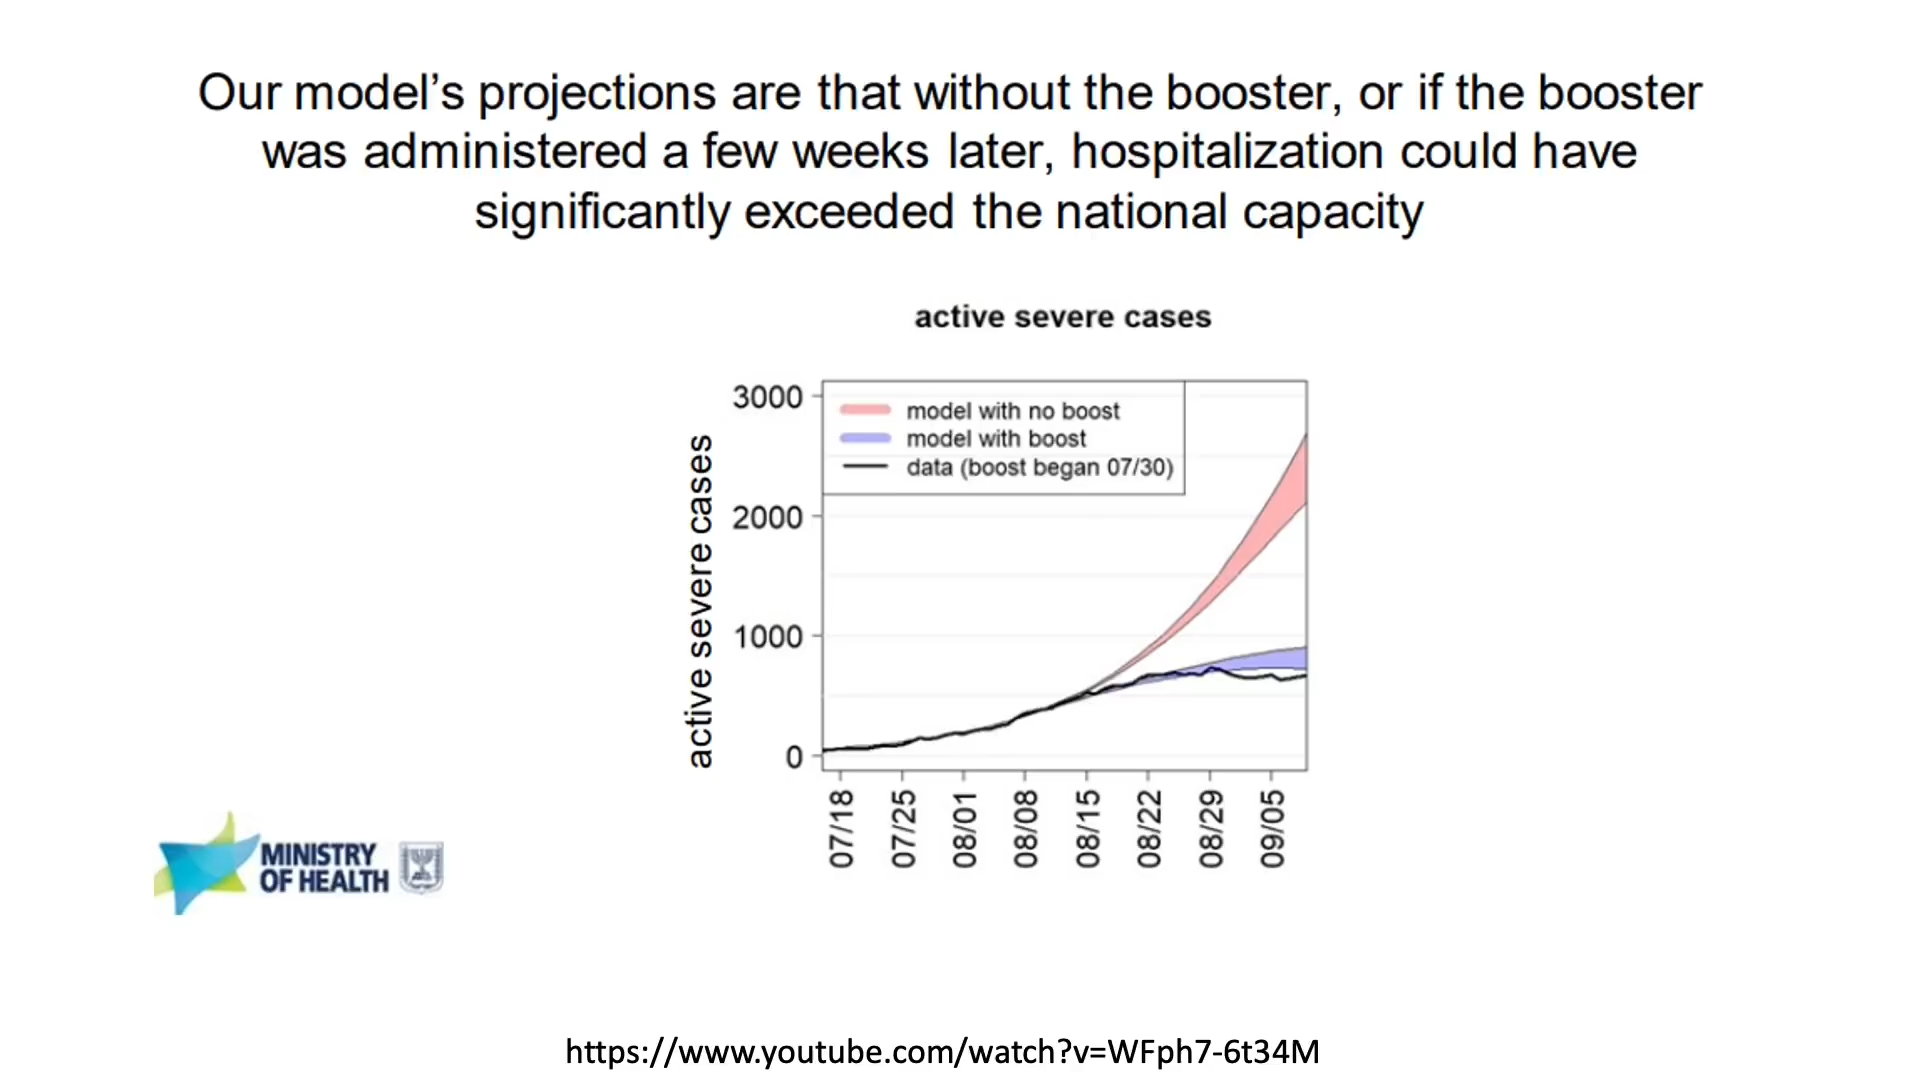 Our model’s projections are that without the booster, or if the booster
was administered a few weeks later, hospitalization could have
significantly exceeded the national capacity
active severe cases
3000
2000
1000
0
active severe cases
model with no boost
model with boost
data (boost began 07/30)
07/18
07/25
08/01
08/08
08/15
08/22
08/29
09/05
MINISTRY
OF HEALTH
https://www.youtube.com/watch?v=WFph7-6t34M